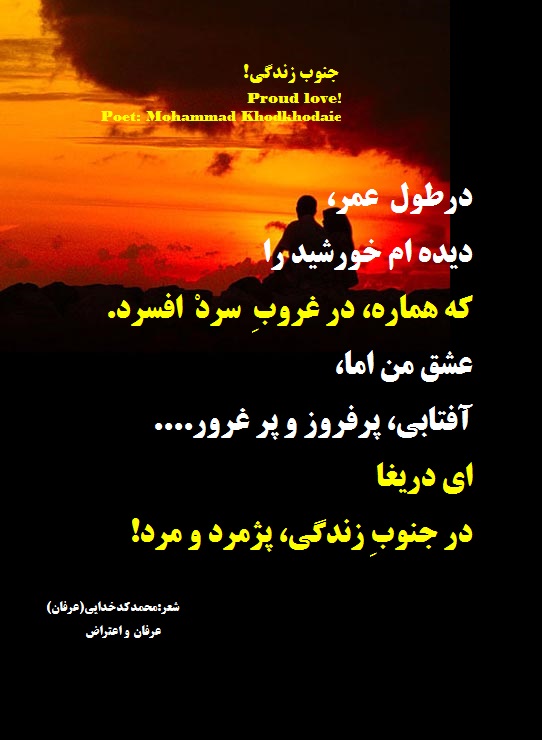 جنوب زندگی!
Proud love!
Poet: Mohammad Khodkhodaie
درطول عمر،
دیده ام خورشید را
که هماره، در غروبِ سردْ افسرد.
عشق من اما،
آفتابی، پرفروز و پر غرور....
ای دریغا
در جنوبِ زندگی، پژمرد و مرد!
شعر:محمدکدخدایی(عرفان)
عرفان و اعتراض